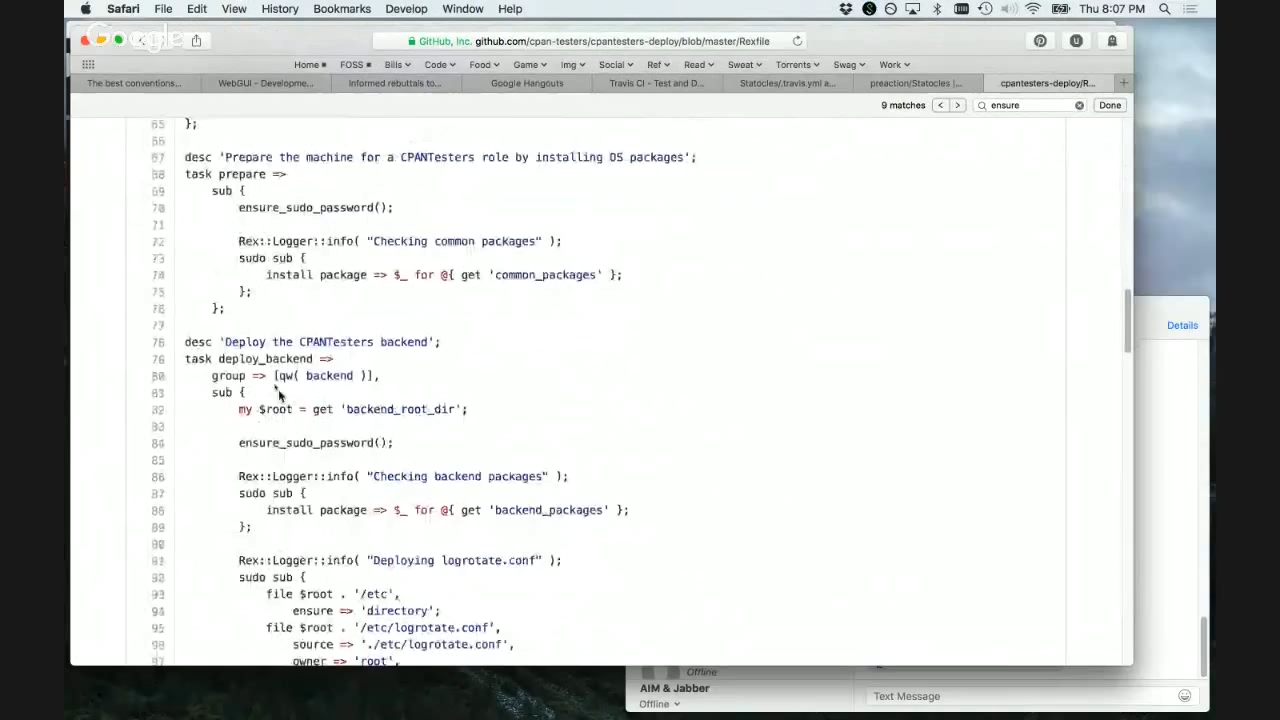 Safari File Edit View History Bookmarks Develop Window Help Thu 8:07 PM
Google
GitHub, Inc. github.com/cpan-testers/cpantesters-deploy/blob/master/Rexfile
Home FOSS Bills Code Food Game Img Social Ref Read Sweat Torrents Swag Work
The best conventions... WebGUI - Developme... Informed rebuttals to... Google Hangouts Travis CI - Test and D... Statocles/.travis.yml a... preaction/Statocles |... cpantesters-deploy/R...
9 matches ensure Done
65 };
66
67 desc 'Prepare the machine for a CPANTesters role by installing OS packages';
68 task prepare =>
69 sub {
70 ensure_sudo_password();
71
72 Rex::Logger::info( "Checking common packages" );
73 sudo sub {
74 install package => $_ for @{ get 'common_packages' };
75 };
76 };
77
78 desc 'Deploy the CPANTesters backend';
79 task deploy_backend =>
80 group => [qw( backend )],
81 sub {
82 my $root = get 'backend_root_dir';
83
84 ensure_sudo_password();
85
86 Rex::Logger::info( "Checking backend packages" );
87 sudo sub {
88 install package => $_ for @{ get 'backend_packages' };
89 };
90
91 Rex::Logger::info( "Deploying logrotate.conf" );
92 sudo sub {
93 file $root . '/etc',
94 ensure => 'directory';
95 file $root . '/etc/logrotate.conf',
96 source => './etc/logrotate.conf',
97 owner => 'root',
Details
Offline
AIM & Jabber
Offline
Text Message